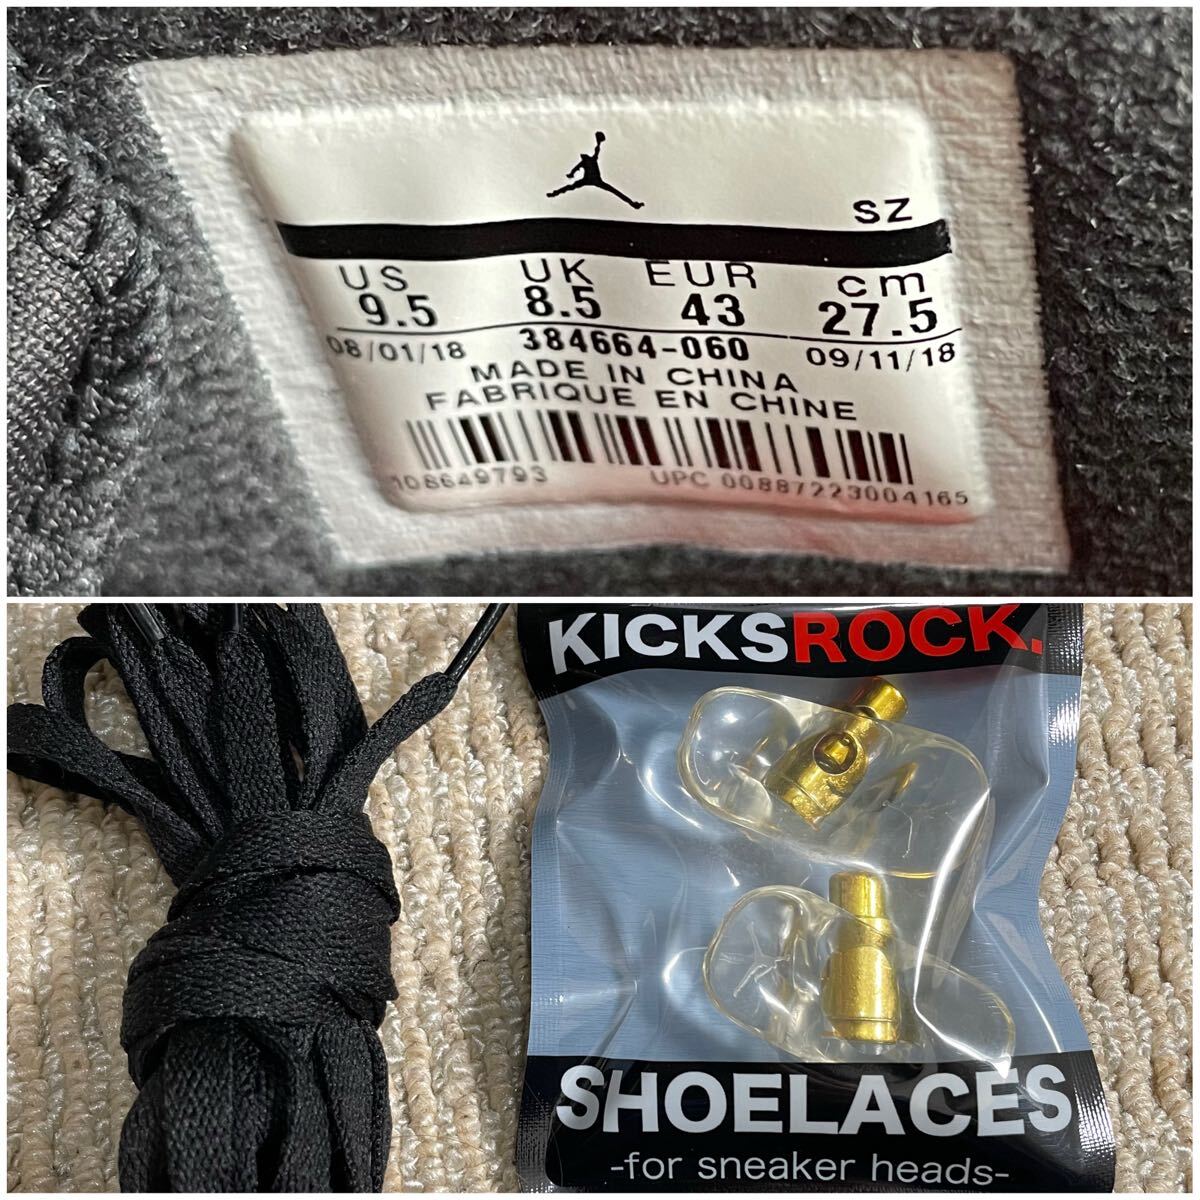 SZ
US UK EUR cm
9.5 8.5 43 27.5
08/01/18 384664-060 09/11/18
MADE IN CHINA
FABRIQUE EN CHINE
108649793 UPC 00887223004165
KICKSROCK.
SHOELACES
-for sneaker heads-